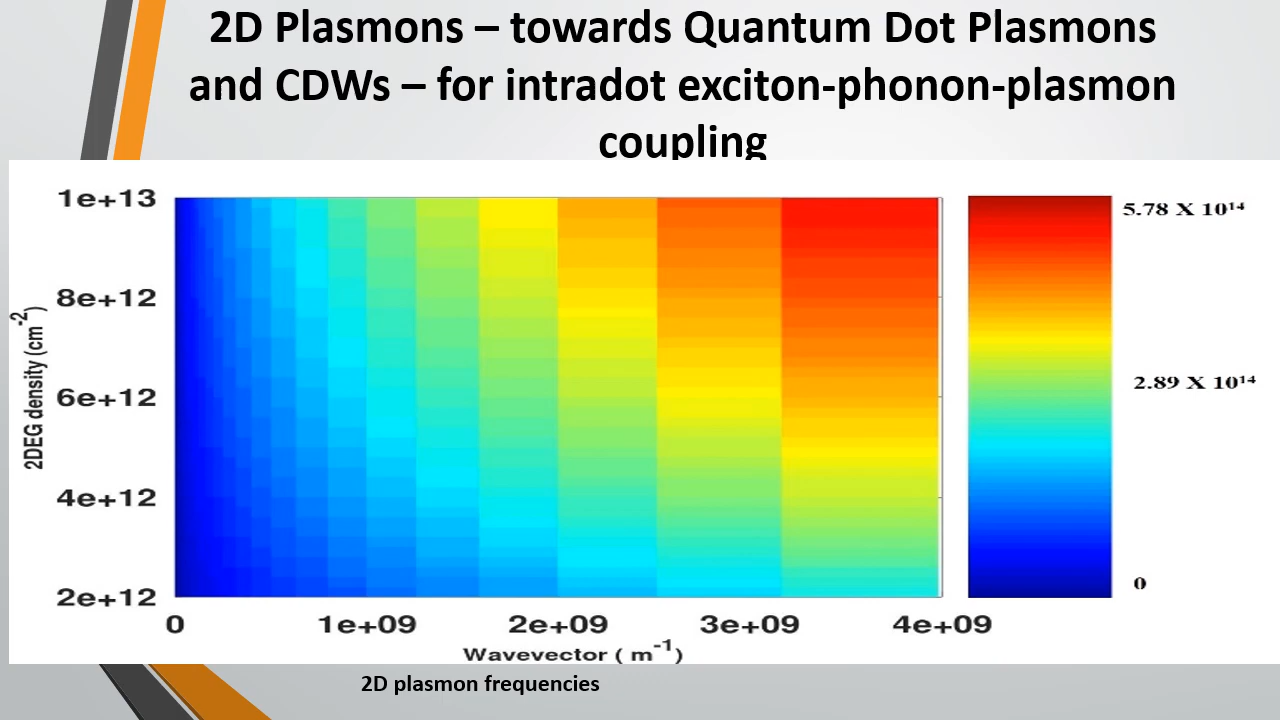 2D Plasmons – towards Quantum Dot Plasmons
and CDWs – for intradot exciton-phonon-plasmon
coupling
1e+13
8e+12
6e+12
4e+12
2e+12
2DEG density (cm⁻²)
0 1e+09 2e+09 3e+09 4e+09
Wavevector ( m⁻¹)
5.78 X 10¹⁴
2.89 X 10¹⁴
0
2D plasmon frequencies